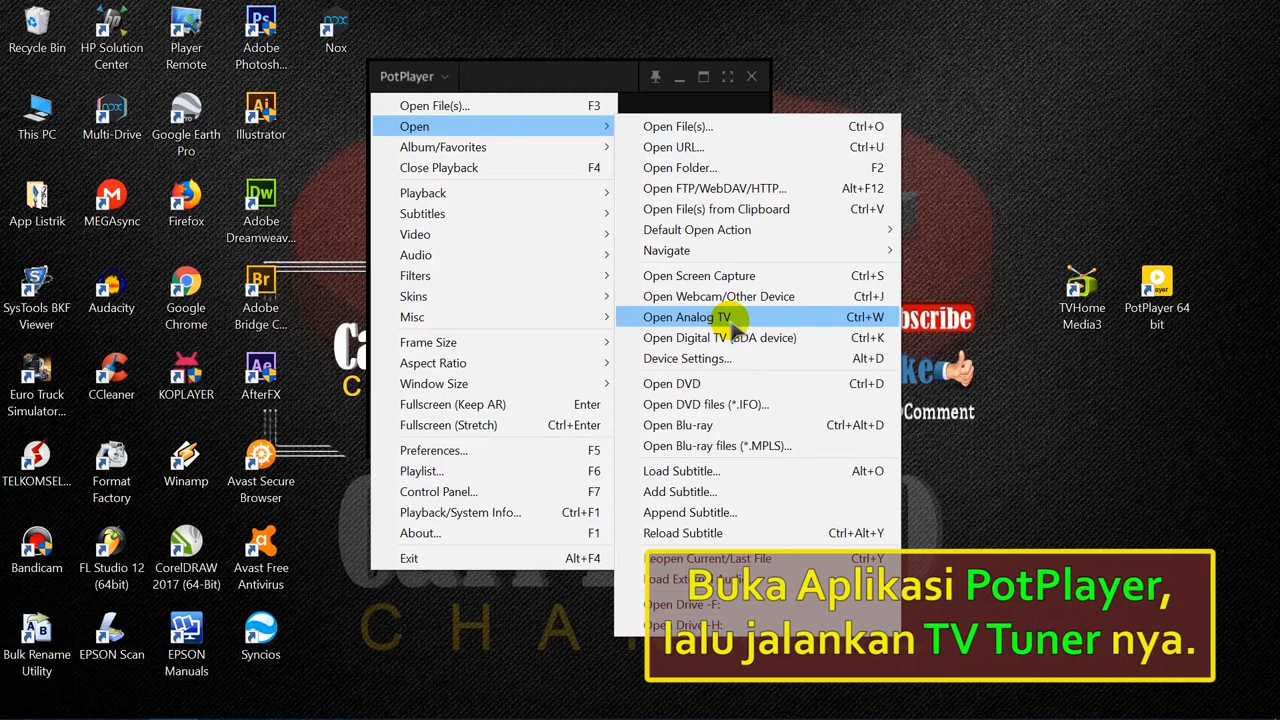 Recycle Bin
HP Solution
Center
Player
Remote
Adobe
Photosh...
Nox
This PC
Multi-Drive
Google Earth
Pro
Illustrator
App Listrik
MEGAsync
Firefox
Adobe
Dreamweav...
SysTools BKF
Viewer
Audacity
Google
Chrome
Adobe
Bridge C...
Euro Truck
Simulator...
CCleaner
KOPLAYER
AfterFX
TELKOMSEL...
Format
Factory
Winamp
Avast Secure
Browser
Bandicam
FL Studio 12
(64bit)
CorelDRAW
2017 (64-Bit)
Avast Free
Antivirus
Bulk Rename
Utility
EPSON Scan
EPSON
Manuals
Syncios
PotPlayer
Open File(s)... F3
Open
Album/Favorites
Close Playback F4
Playback
Subtitles
Video
Audio
Filters
Skins
Misc
Frame Size
Aspect Ratio
Window Size
Fullscreen (Keep AR) Enter
Fullscreen (Stretch) Ctrl+Enter
Preferences... F5
Playlist... F6
Control Panel... F7
Playback/System Info... Ctrl+F1
About... F1
Exit Alt+F4
Open File(s)... Ctrl+O
Open URL... Ctrl+U
Open Folder... F2
Open FTP/WebDAV/HTTP... Alt+F12
Open File(s) from Clipboard Ctrl+V
Default Open Action
Navigate
Open Screen Capture Ctrl+S
Open Webcam/Other Device Ctrl+J
Open Analog TV Ctrl+W
Open Digital TV (BDA device) Ctrl+K
Device Settings... Alt+D
Open DVD Ctrl+D
Open DVD files (*.IFO)...
Open Blu-ray Ctrl+Alt+D
Open Blu-ray files (*.MPLS)...
Load Subtitle... Alt+O
Add Subtitle...
Append Subtitle...
Reload Subtitle Ctrl+Alt+Y
Reopen Current/Last File Ctrl+Y
Open Drive -F:
Open Drive -H:
TVHome
Media3
PotPlayer 64
bit
Buka Aplikasi PotPlayer,
lalu jalankan TV Tuner nya.